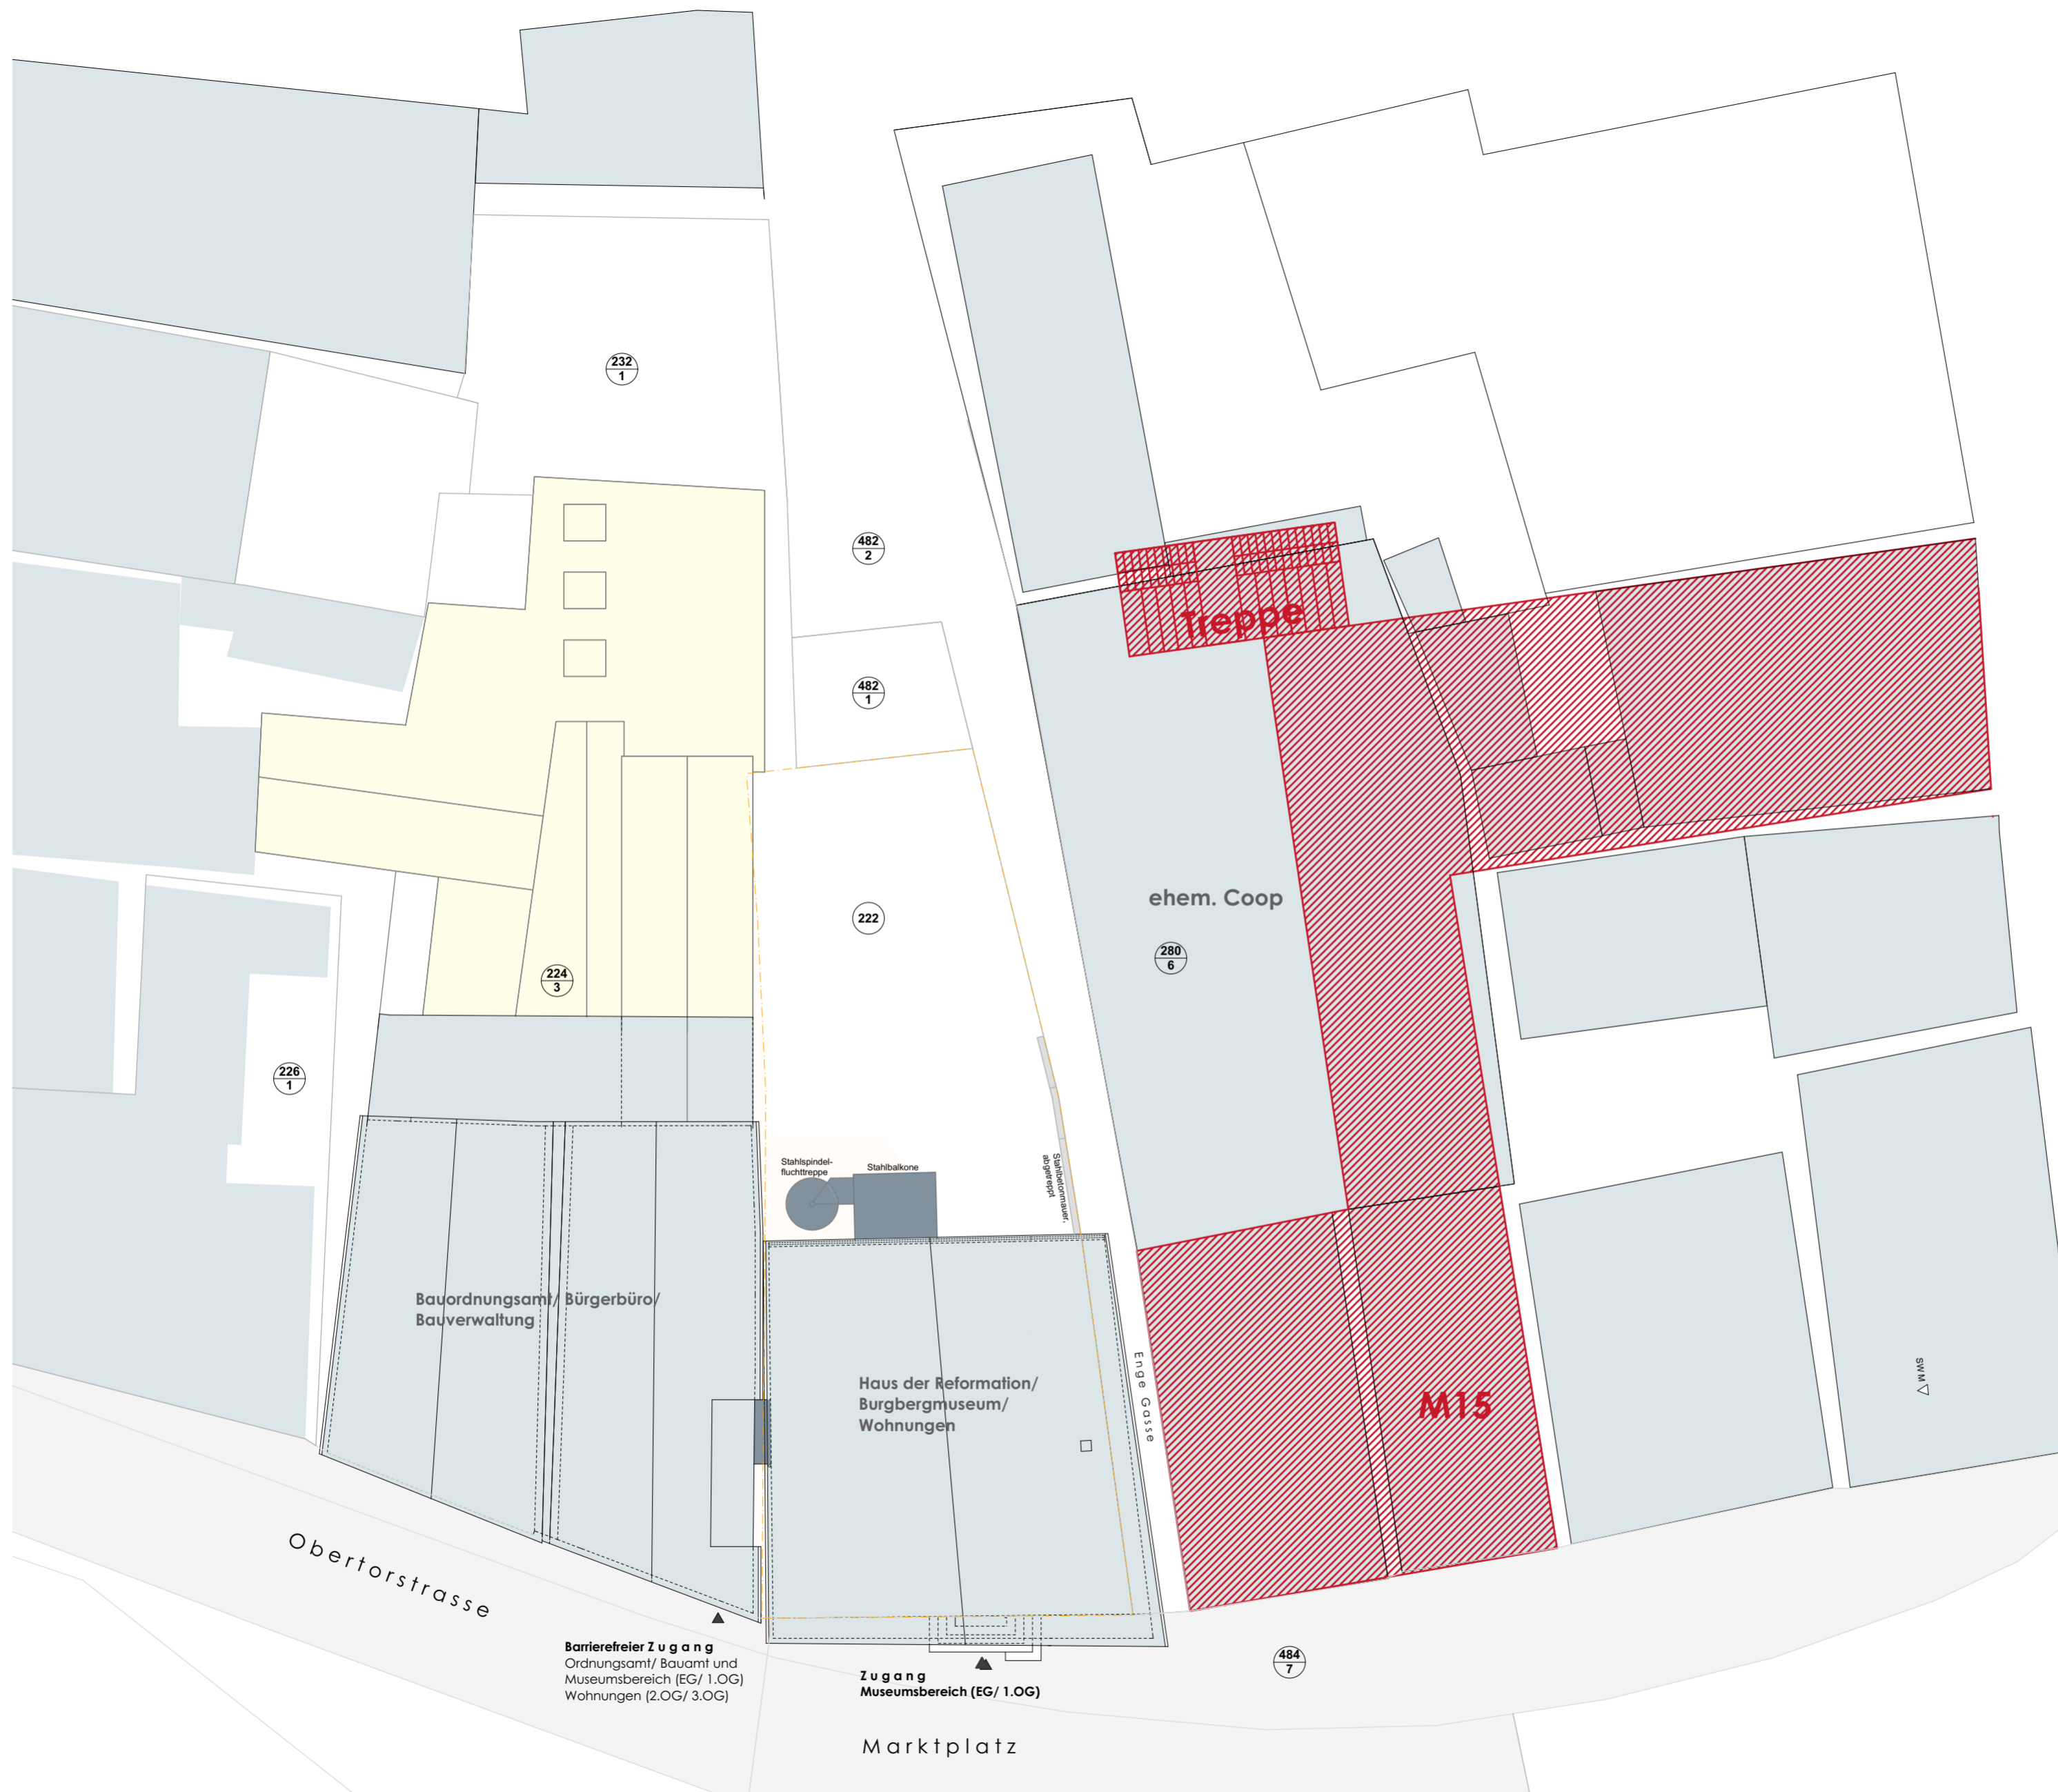 232
1
482
2
Treppe
482
1
ehem. Coop
222
280
6
224
3
226
1
Stahlspindel-
fluchttreppe
Stahlbalkone
Stahlbetonmauer,
abgetreppt
Bauordnungsamt/ Bürgerbüro/
Bauverwaltung
Haus der Reformation/
Burgbergmuseum/
Wohnungen
Enge Gasse
M15
SWM
Obertorstrasse
Barrierefreier Zugang
Ordnungsamt/ Bauamt und
Museumsbereich (EG/ 1.OG)
Wohnungen (2.OG/ 3.OG)
Zugang
Museumsbereich (EG/ 1.OG)
484
7
Marktplatz